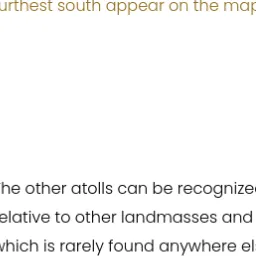 urthest south appear on the map
he other atolls can be recognize
elative to other landmasses and
which is rarely found anywhere el